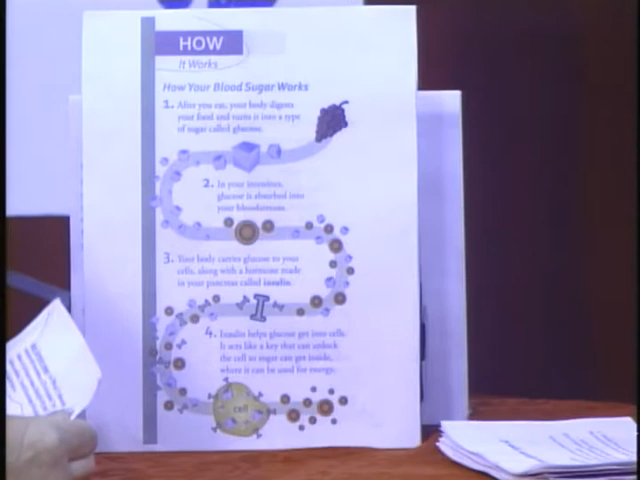 HOW
It Works
How Your Blood Sugar Works
1. After you eat, your body digests
your food and turns it into a type
of sugar called glucose.
2. In your intestines,
glucose is absorbed into
your bloodstream.
3. Your body carries glucose to your
cells, along with a hormone made
in your pancreas called insulin.
I
4. Insulin helps glucose get into cells.
It acts like a key that can unlock
the cell so sugar can get inside,
where it can be used for energy.
cell